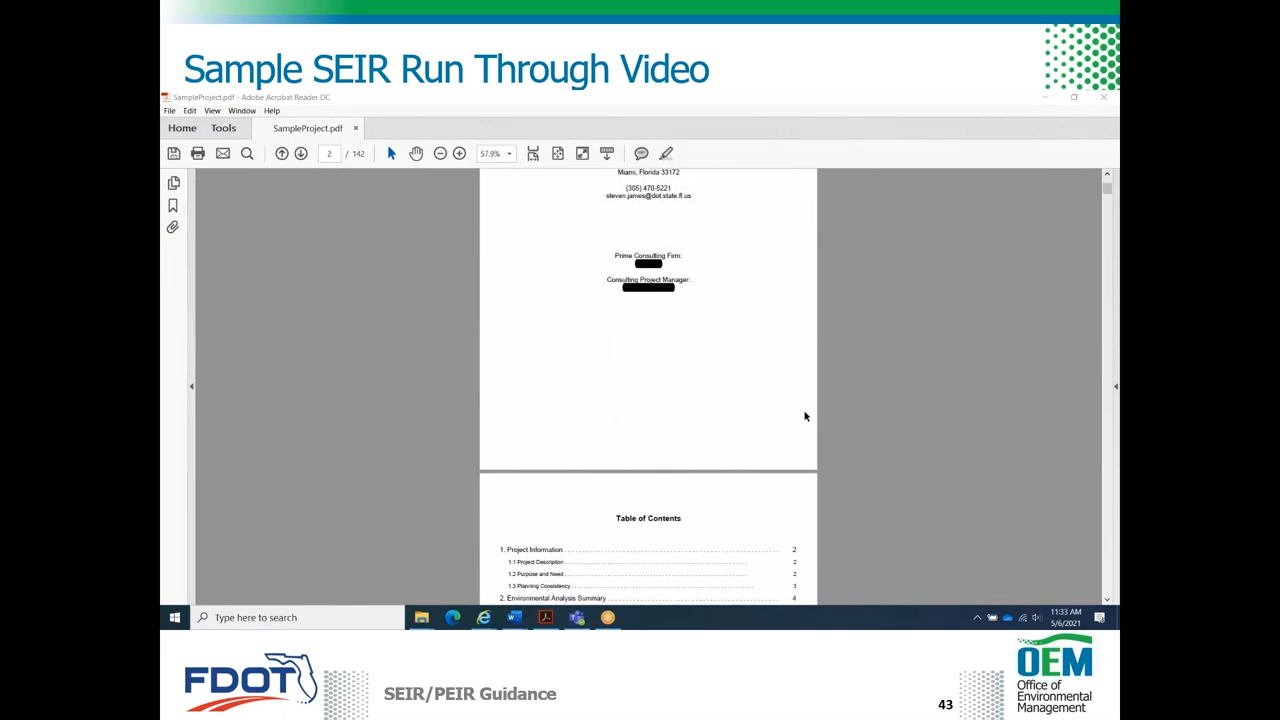 Sample SEIR Run Through Video
SampleProject.pdf - Adobe Acrobat Reader DC
File Edit View Window Help
Home Tools SampleProject.pdf ×
2 / 142 57.9%
Miami, Florida 33172
(305) 470-5221
steven.james@dot.state.fl.us
Prime Consulting Firm:
Consulting Project Manager:
Table of Contents
1. Project Information 2
1.1 Project Description 2
1.2 Purpose and Need 2
1.3 Planning Consistency 3
2. Environmental Analysis Summary 4
Type here to search
11:33 AM
5/6/2021
FDOT
SEIR/PEIR Guidance
43
OEM
Office of
Environmental
Management